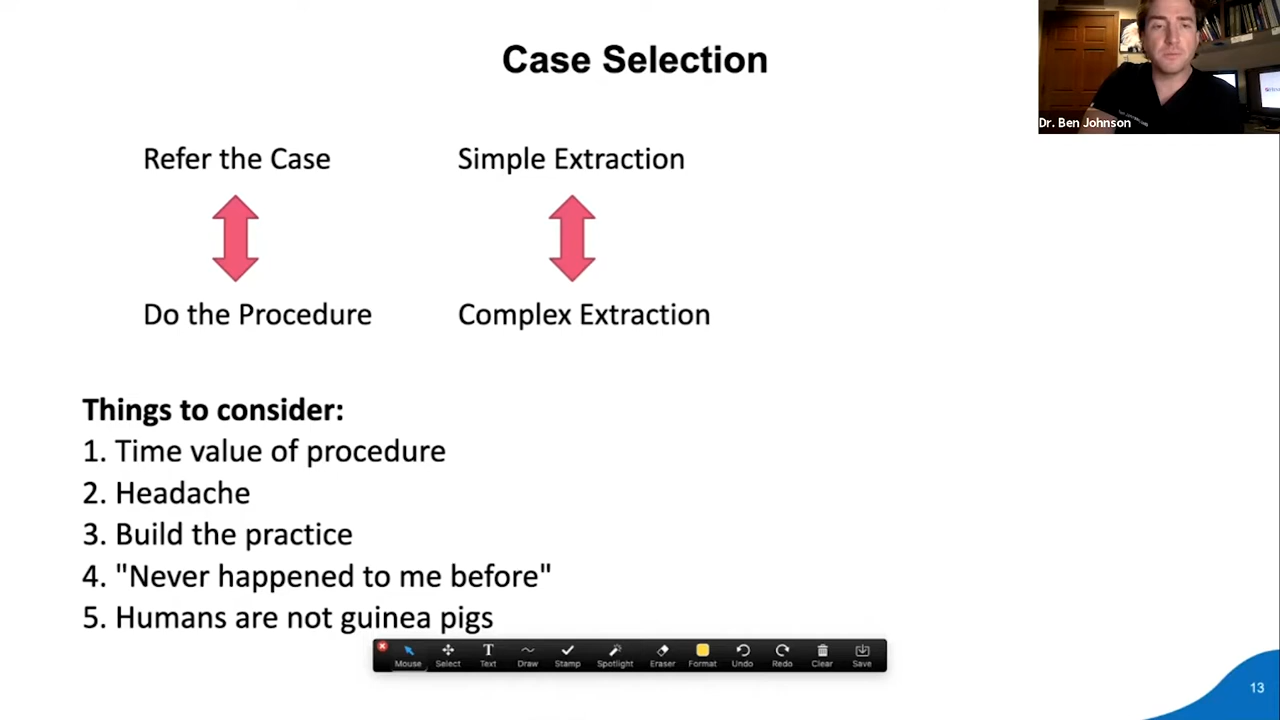 Case Selection
Dr. Ben Johnson
Refer the Case
Simple Extraction
Do the Procedure
Complex Extraction
Things to consider:
1. Time value of procedure
2. Headache
3. Build the practice
4. "Never happened to me before"
5. Humans are not guinea pigs
Mouse Select Text Draw Stamp Spotlight Eraser Format Undo Redo Clear Save
13